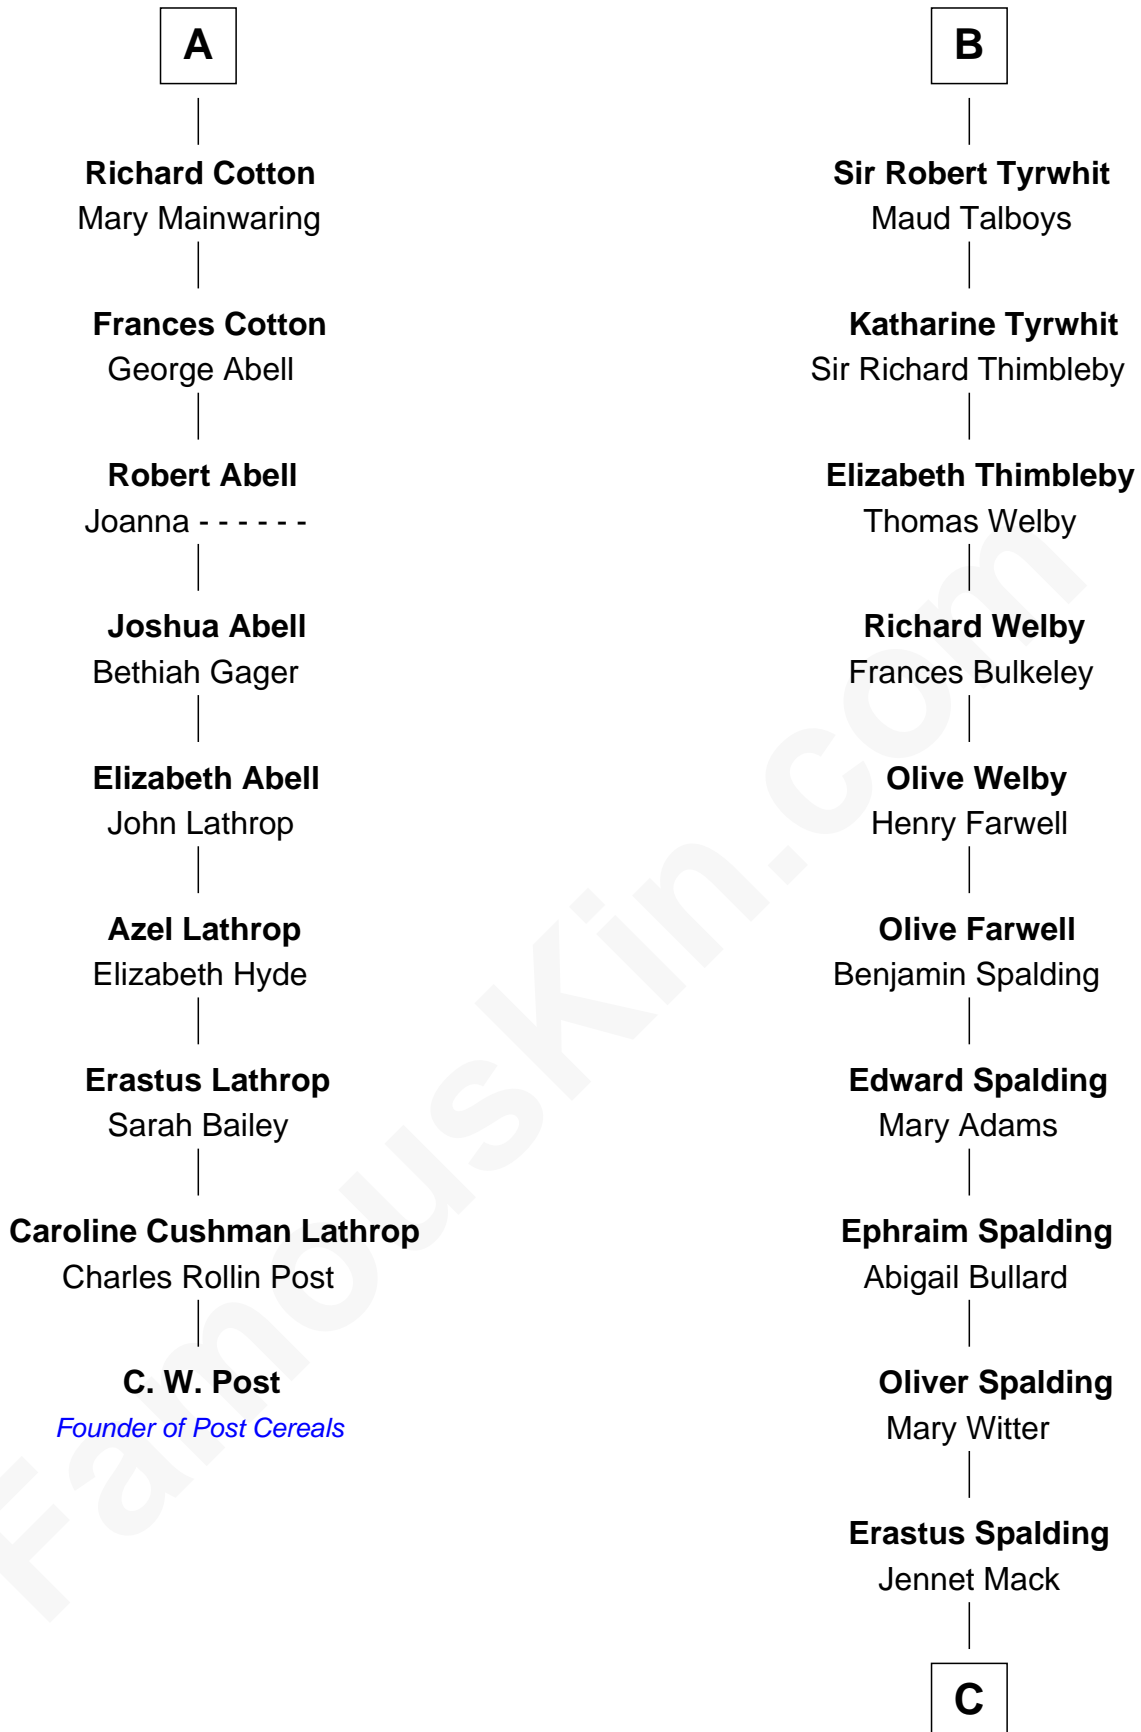 A
Richard Cotton
Mary Mainwaring
Frances Cotton
George Abell
Robert Abell
Joanna - - - - - -
Joshua Abell
Bethiah Gager
Elizabeth Abell
John Lathrop
Azel Lathrop
Elizabeth Hyde
Erastus Lathrop
Sarah Bailey
Caroline Cushman Lathrop
Charles Rollin Post
C. W. Post
Founder of Post Cereals
B
Sir Robert Tyrwhit
Maud Talboys
Katharine Tyrwhit
Sir Richard Thimbleby
Elizabeth Thimbleby
Thomas Welby
Richard Welby
Frances Bulkeley
Olive Welby
Henry Farwell
Olive Farwell
Benjamin Spalding
Edward Spalding
Mary Adams
Ephraim Spalding
Abigail Bullard
Oliver Spalding
Mary Witter
Erastus Spalding
Jennet Mack
C
FamousKin.com